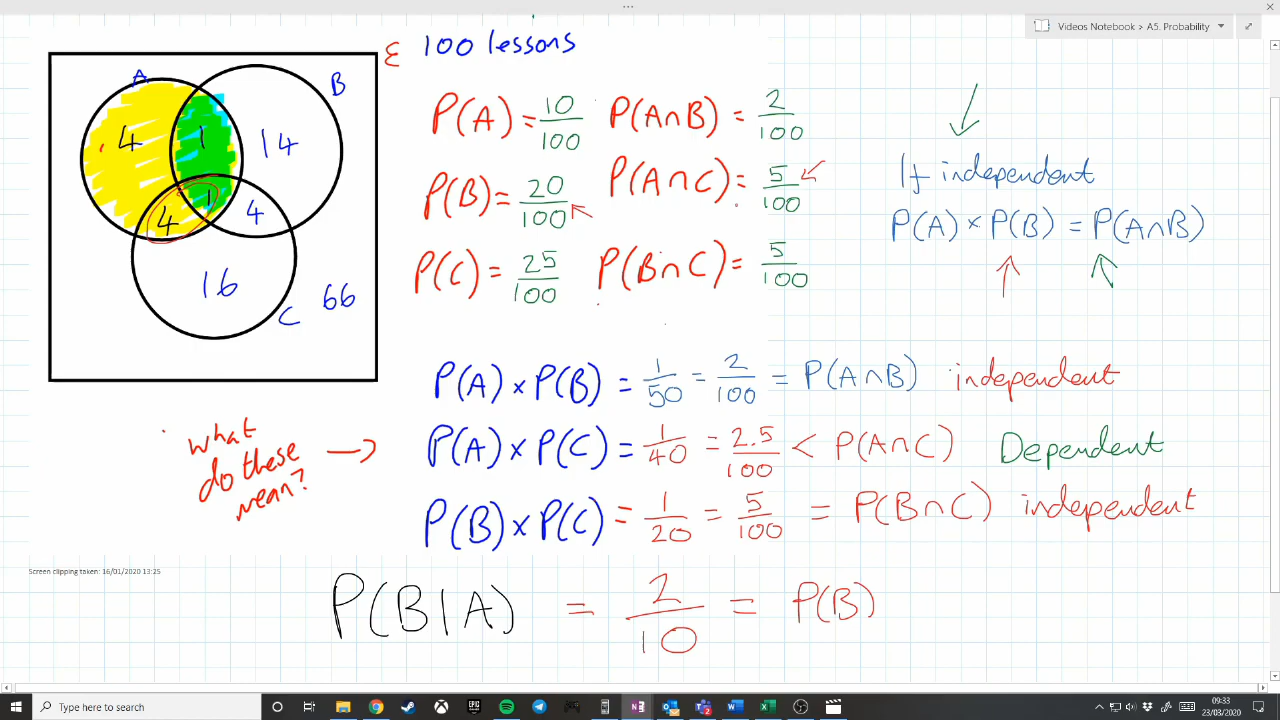 Videos Notebook > A5. Probability
ξ 100 lessons
A
B
4 1 14
4 1 4
16
C 66
P(A) = 10/100 P(A∩B) = 2/100
P(B) = 20/100 P(A∩C) = 5/100
P(C) = 25/100 P(B∩C) = 5/100
If independent
P(A) × P(B) = P(A∩B)
P(A) × P(B) = 1/50 = 2/100 = P(A∩B) independent
P(A) × P(C) = 1/40 = 2.5/100 < P(A∩C) Dependent
P(B) × P(C) = 1/20 = 5/100 = P(B∩C) independent
what
do these
mean?
Screen clipping taken: 16/01/2020 13:25
P(B|A) = 2/10 = P(B)
Type here to search
09:33
23/03/2020